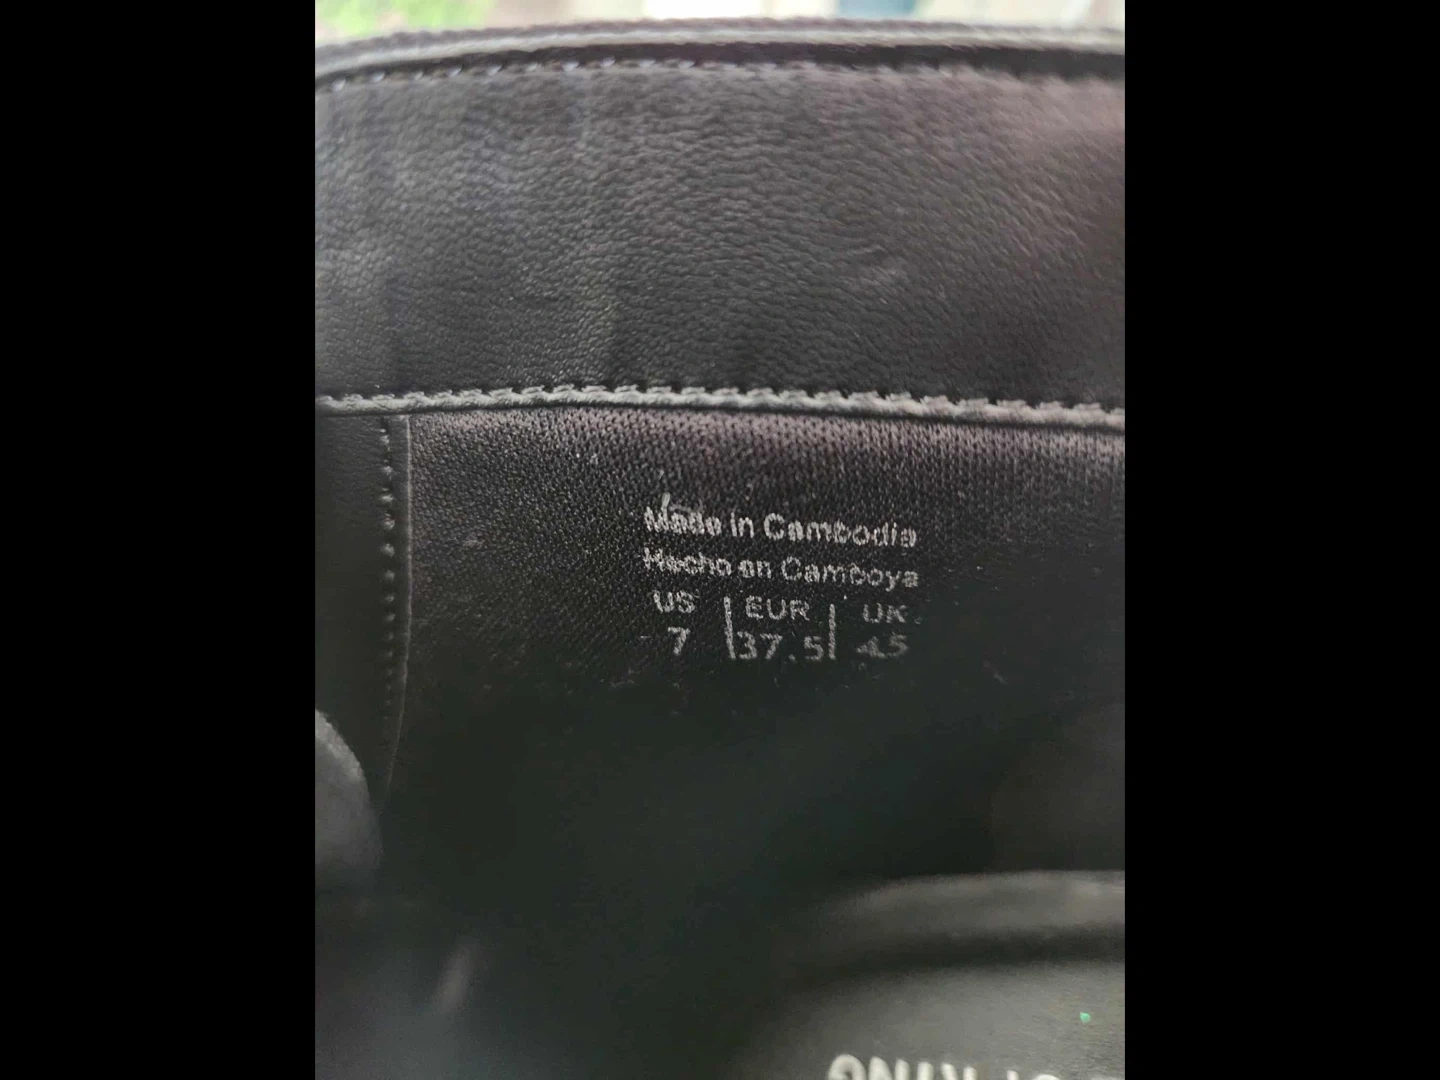 Made in Cambodia
Hecho en Camboya
US | EUR | UK
7 | 37.5 | 4.5